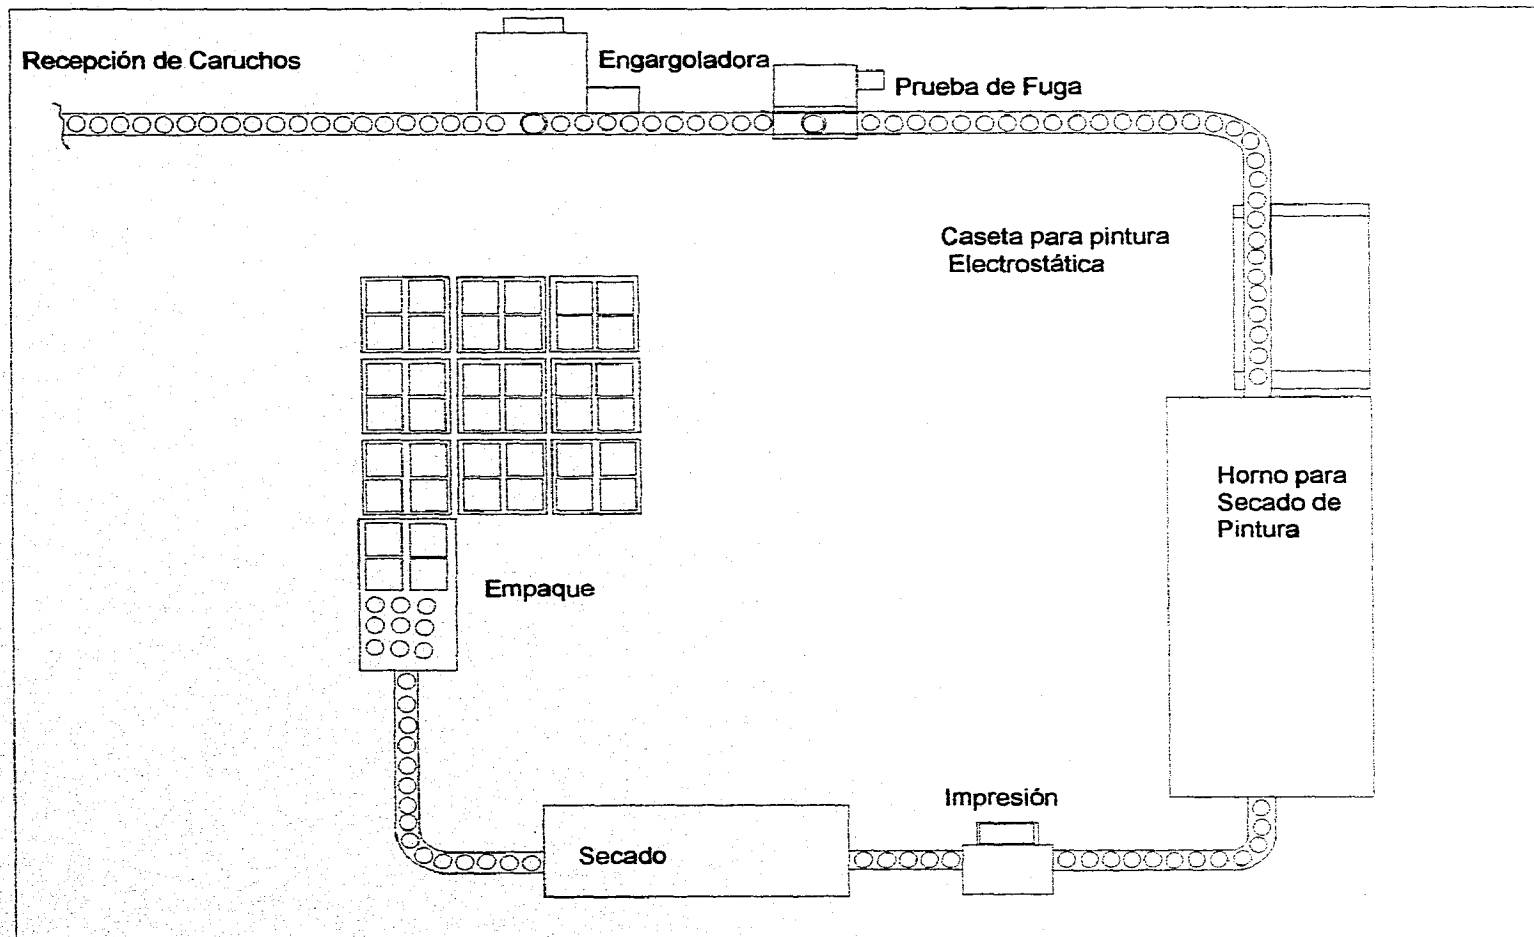 Recepción de Caruchos
Engargoladora
Prueba de Fuga
Caseta para pintura
Electrostática
Horno para
Secado de
Pintura
Empaque
Impresión
Secado